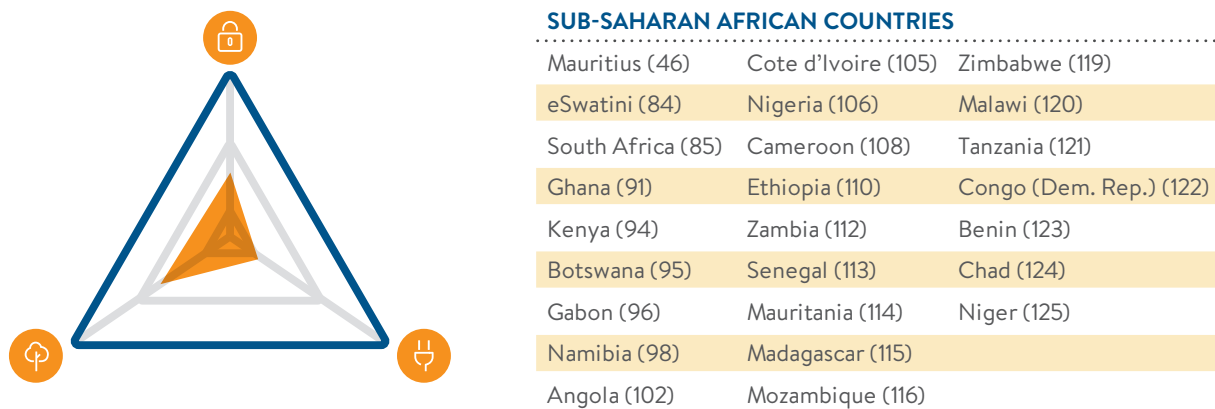 SUB-SAHARAN AFRICAN COUNTRIES
Mauritius (46) Cote d'Ivoire (105) Zimbabwe (119)
eSwatini (84) Nigeria (106) Malawi (120)
South Africa (85) Cameroon (108) Tanzania (121)
Ghana (91) Ethiopia (110) Congo (Dem. Rep.) (122)
Kenya (94) Zambia (112) Benin (123)
Botswana (95) Senegal (113) Chad (124)
Gabon (96) Mauritania (114) Niger (125)
Namibia (98) Madagascar (115)
Angola (102) Mozambique (116)